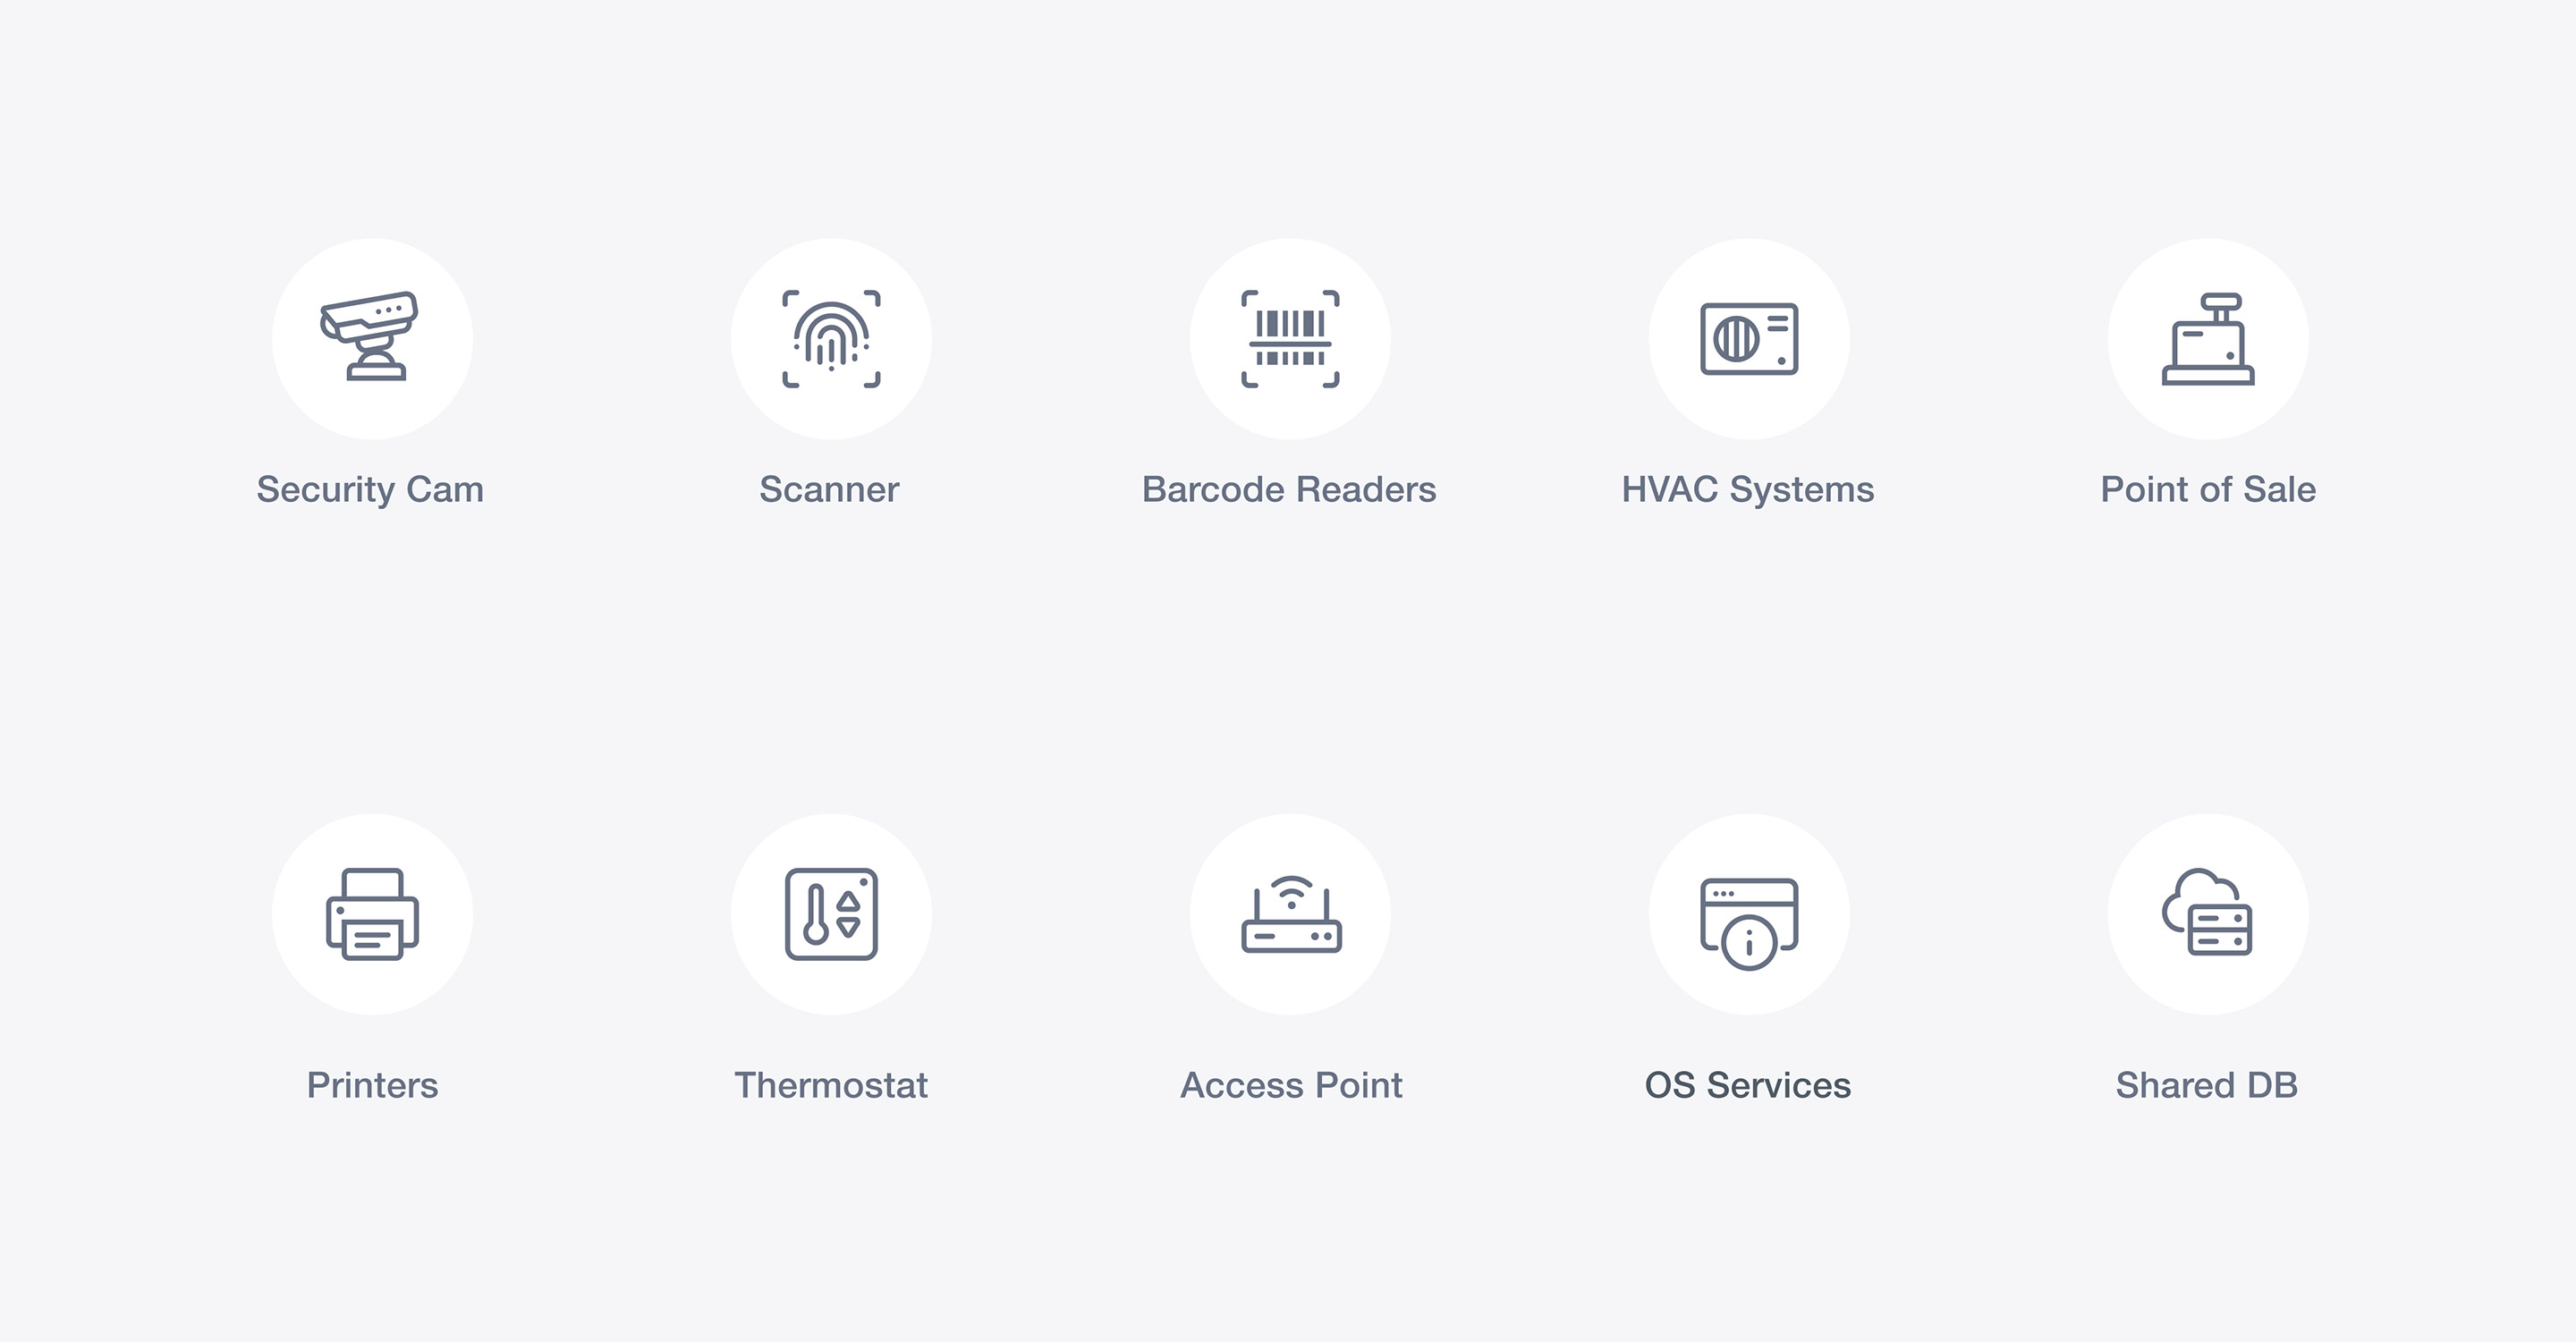 Security Cam
Scanner
Barcode Readers
HVAC Systems
Point of Sale
Printers
Thermostat
Access Point
OS Services
Shared DB